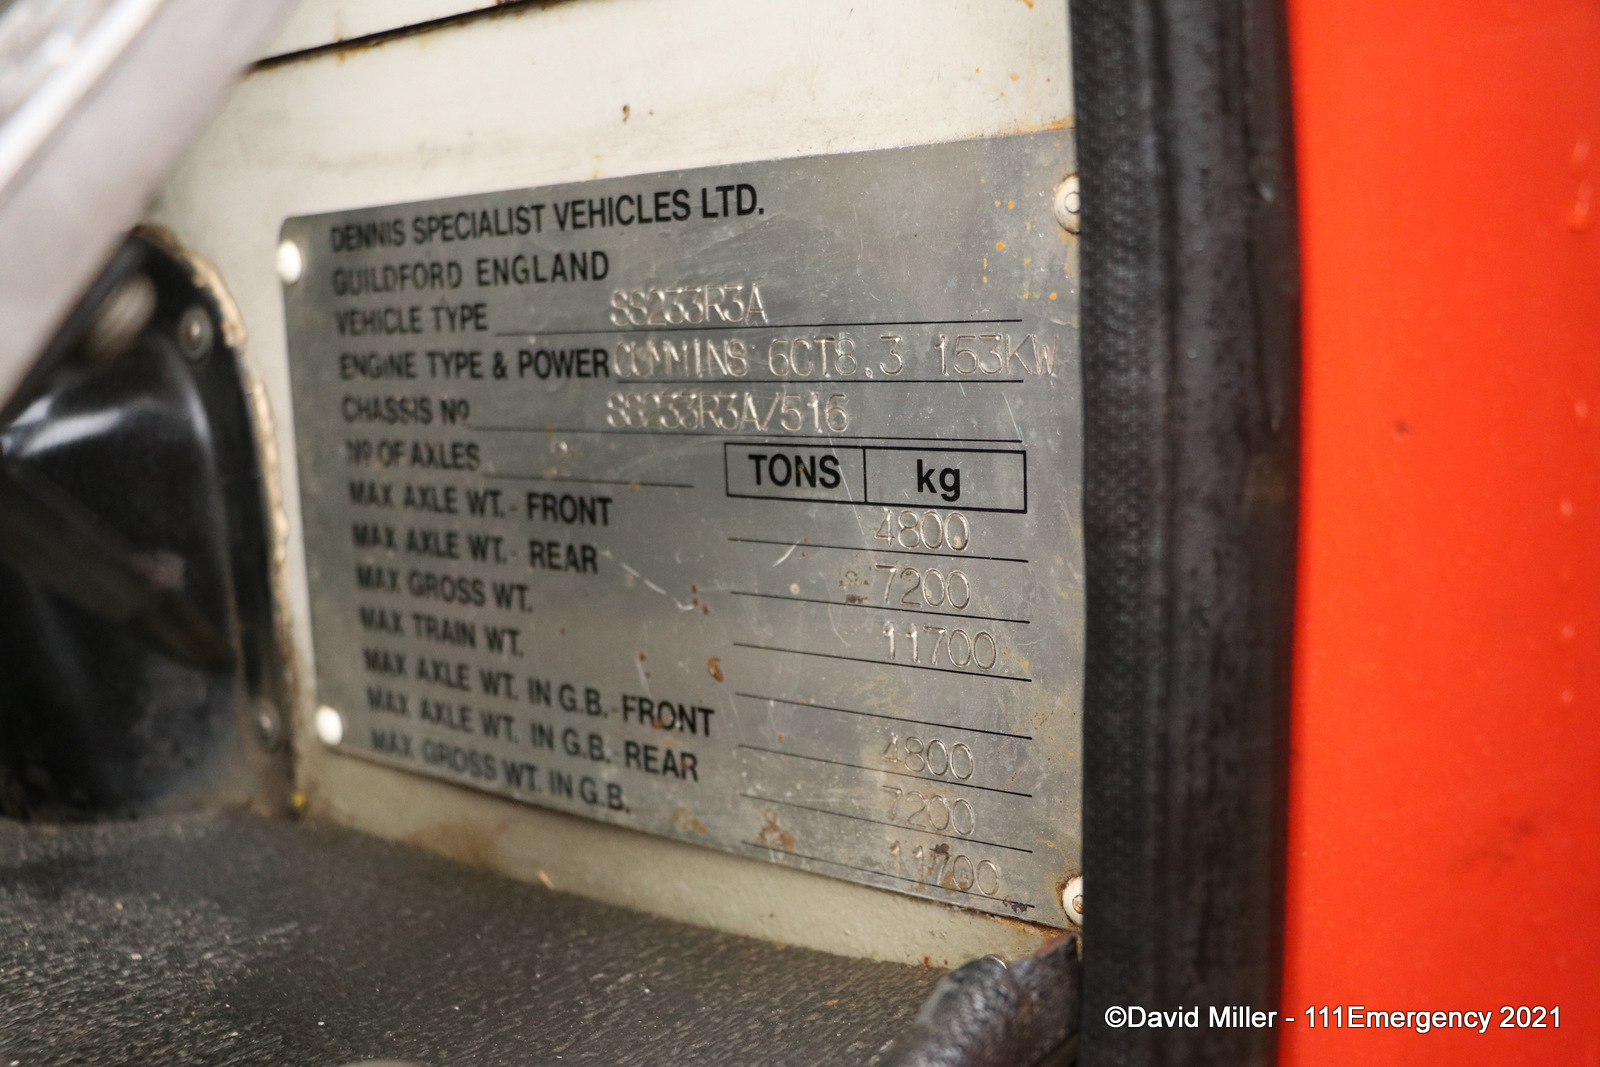 DENNIS SPECIALIST VEHICLES LTD.
GUILDFORD ENGLAND
VEHICLE TYPE SS233R3A
ENGINE TYPE & POWER CUMMINS 6CT8.3 153KW
CHASSIS Nº SS233R3A/516
Nº OF AXLES 2
TONS kg
MAX AXLE WT.- FRONT 4800
MAX AXLE WT.- REAR 7200
MAX GROSS WT. 11700
MAX TRAIN WT.
MAX AXLE WT. IN G.B.-FRONT 4800
MAX AXLE WT. IN G.B.-REAR 7200
MAX GROSS WT. IN G.B. 11700
©David Miller - 111Emergency 2021